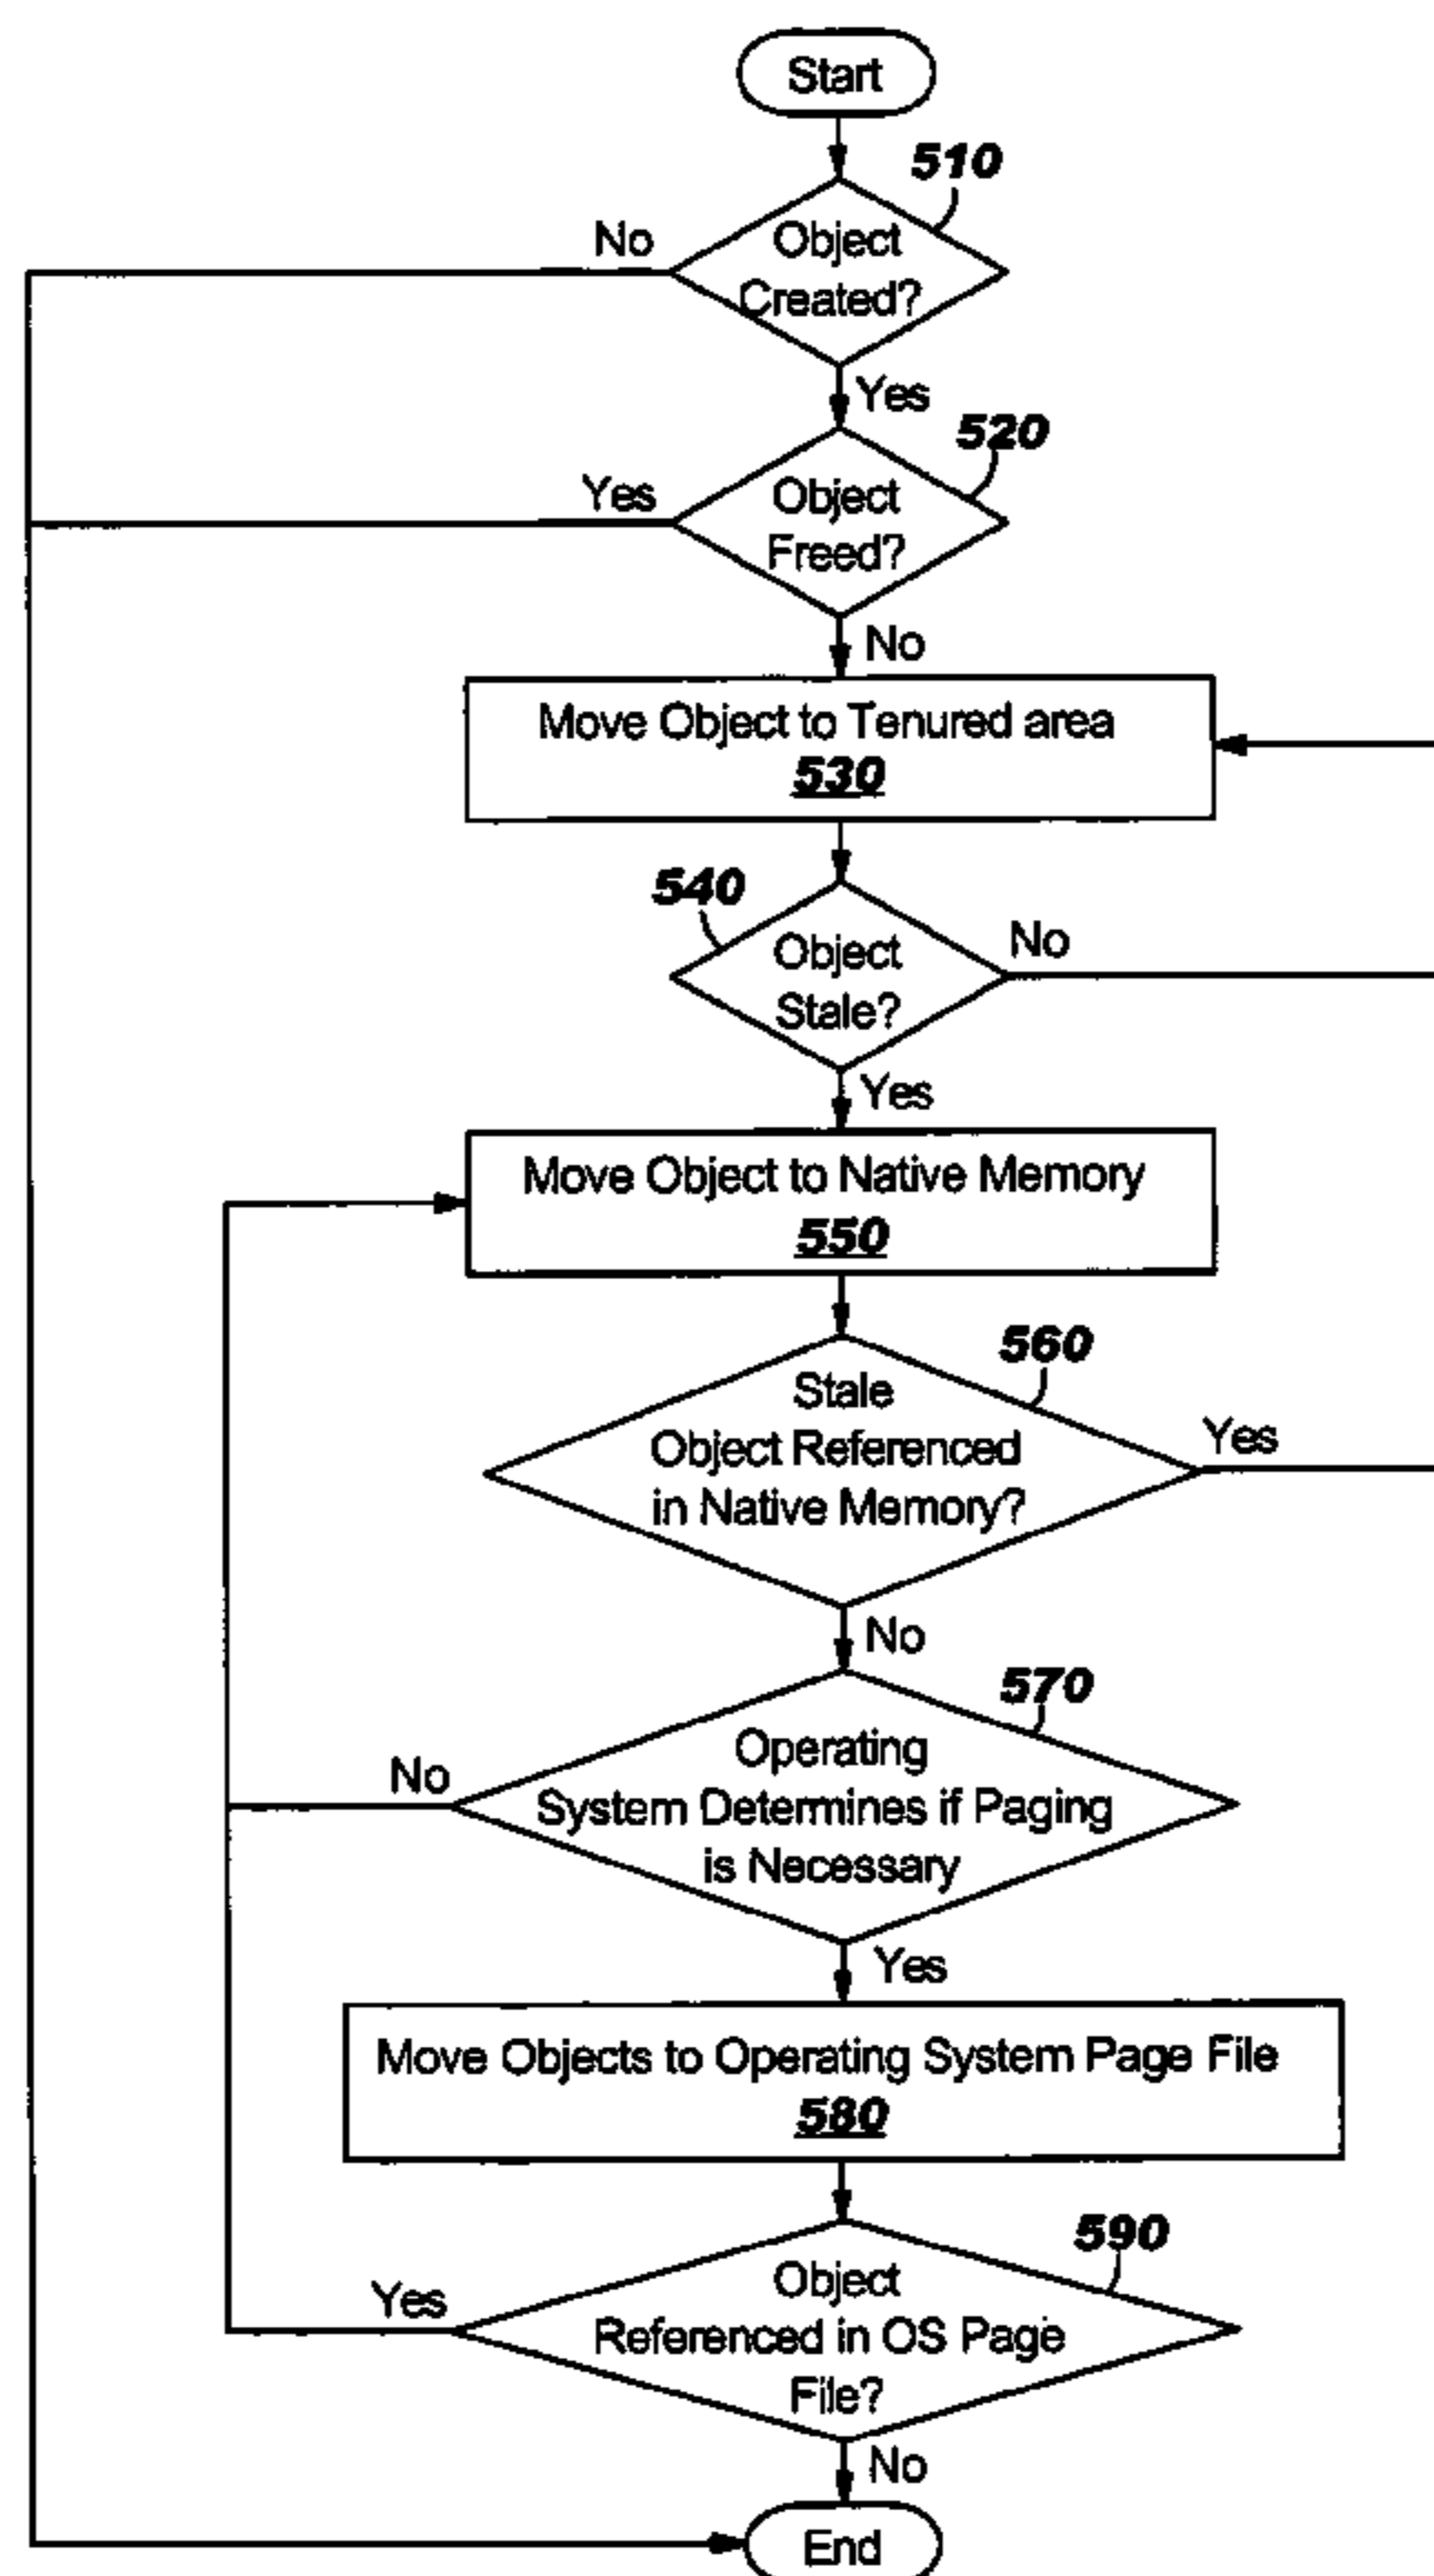 Start
510
No
Object
Created?
Yes
520
Yes
Object
Freed?
No
Move Object to Tenured area
530
540
Object
Stale?
No
Yes
Move Object to Native Memory
550
560
Stale
Object Referenced
in Native Memory?
Yes
No
570
Operating
System Determines if Paging
is Necessary
No
Yes
Move Objects to Operating System Page File
580
590
Object
Referenced in OS Page
File?
Yes
No
End